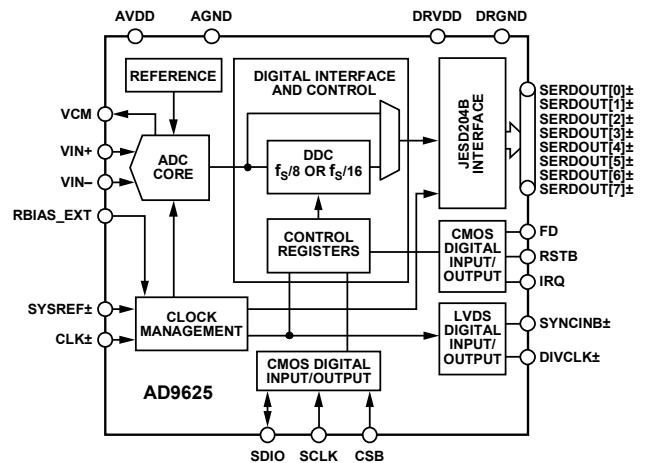 AVDD
AGND
DRVDD
DRGND
REFERENCE
DIGITAL INTERFACE
AND CONTROL
VCM
VIN+
VIN–
RBIAS_EXT
SYSREF±
CLK±
ADC
CORE
DDC
fS/8 OR fS/16
CONTROL
REGISTERS
CLOCK
MANAGEMENT
JESD204B
INTERFACE
SERDOUT[0]±
SERDOUT[1]±
SERDOUT[2]±
SERDOUT[3]±
SERDOUT[4]±
SERDOUT[5]±
SERDOUT[6]±
SERDOUT[7]±
CMOS
DIGITAL
INPUT/
OUTPUT
FD
RSTB
IRQ
LVDS
DIGITAL
INPUT/
OUTPUT
SYNCINB±
DIVCLK±
CMOS DIGITAL
INPUT/OUTPUT
AD9625
SDIO
SCLK
CSB